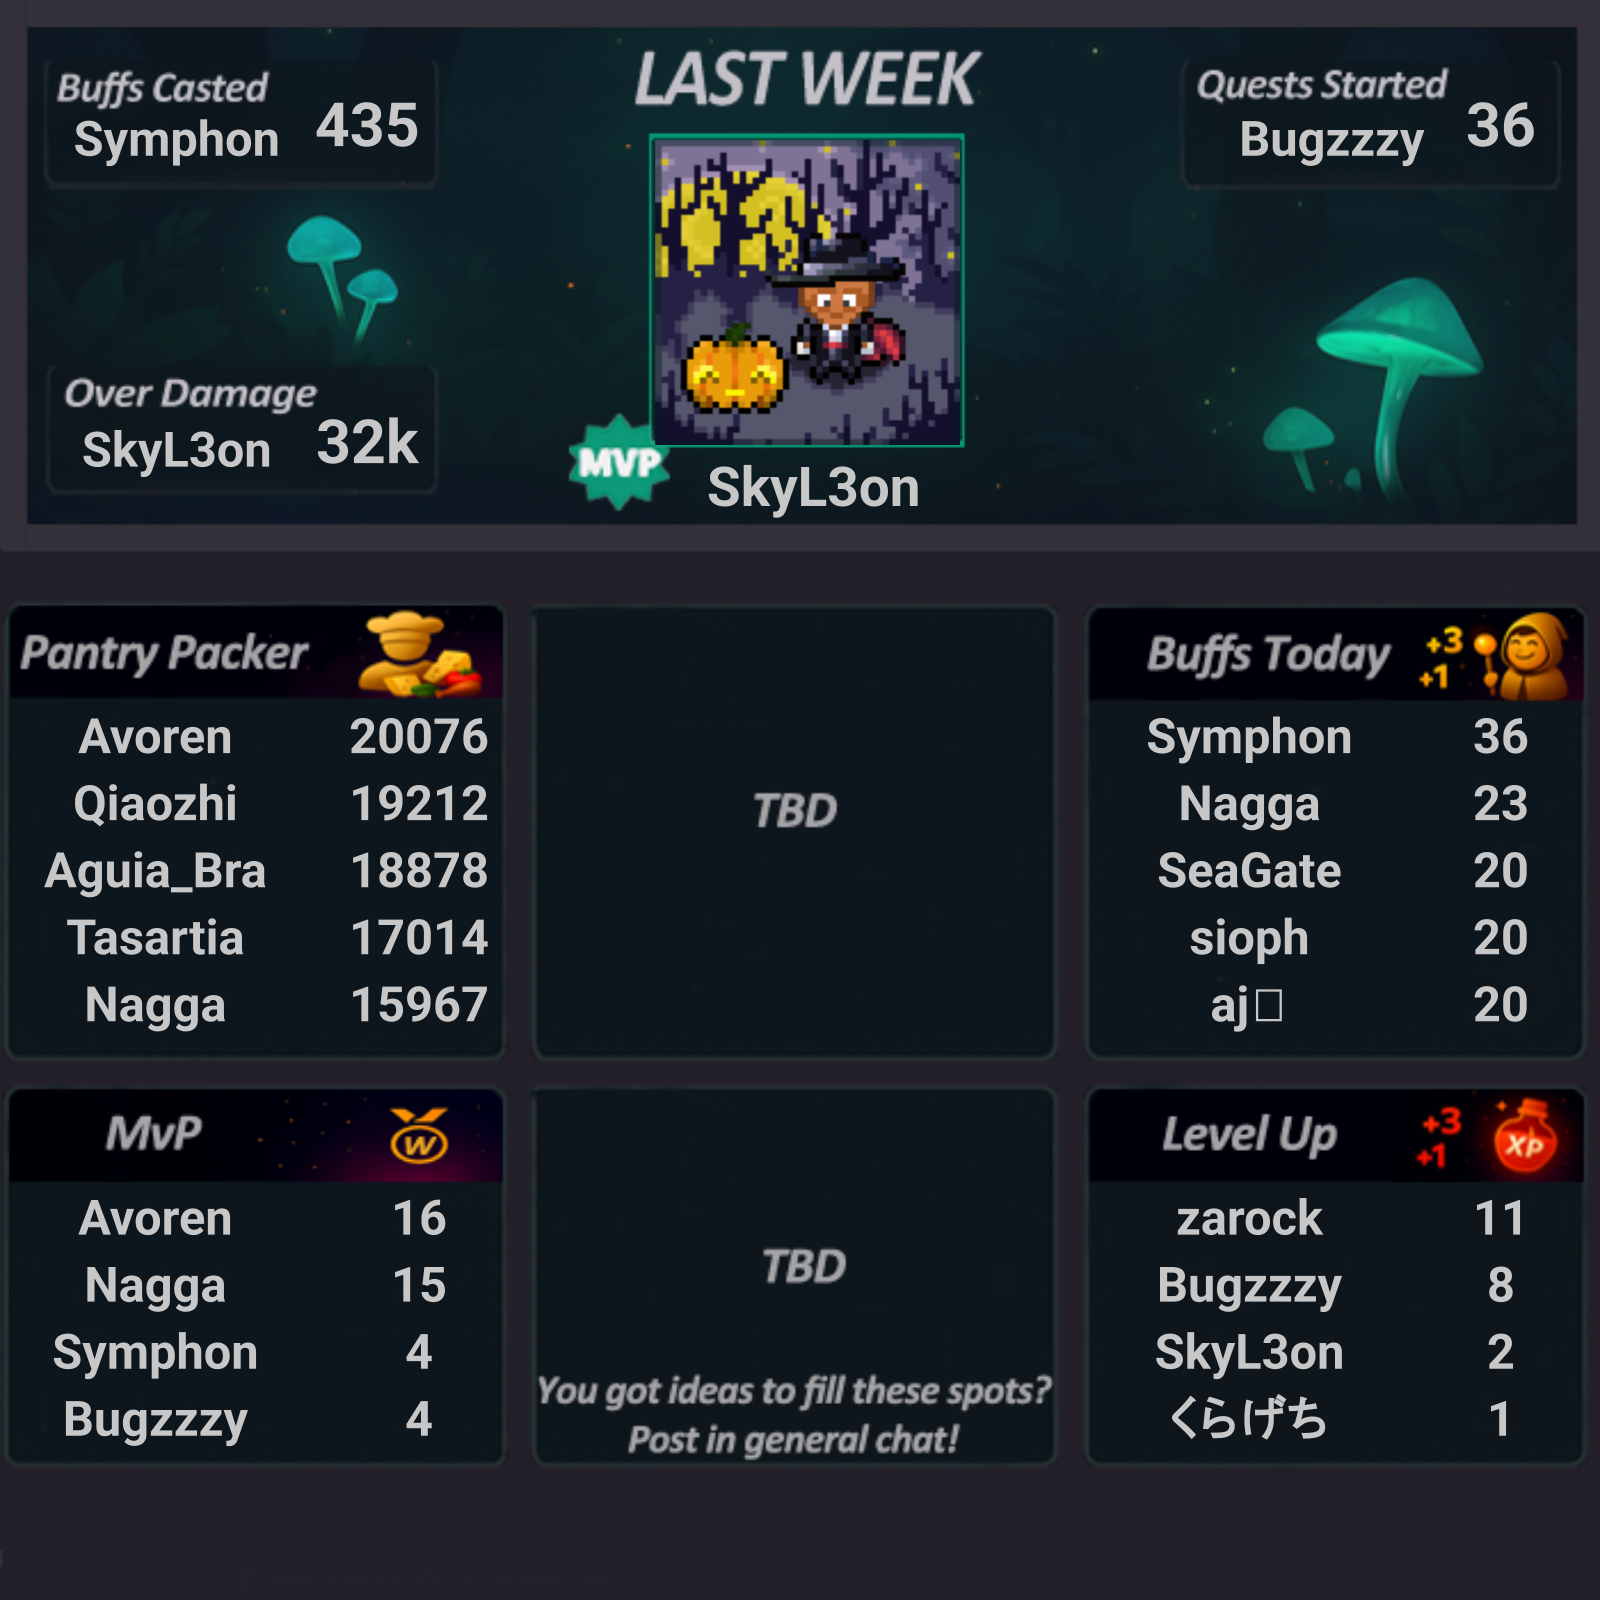 LAST WEEK
Buffs Casted
Symphon 435
Quests Started
Bugzzzy 36
Over Damage
SkyL3on 32k
MVP
SkyL3on
Pantry Packer
Avoren 20076
Qiaozhi 19212
Aguia_Bra 18878
Tasartia 17014
Nagga 15967
TBD
Buffs Today +3 +1
Symphon 36
Nagga 23
SeaGate 20
sioph 20
aj□ 20
MvP W
Avoren 16
Nagga 15
Symphon 4
Bugzzzy 4
TBD
You got ideas to fill these spots?
Post in general chat!
Level Up +3 +1 XP
zarock 11
Bugzzzy 8
SkyL3on 2
くらげち 1